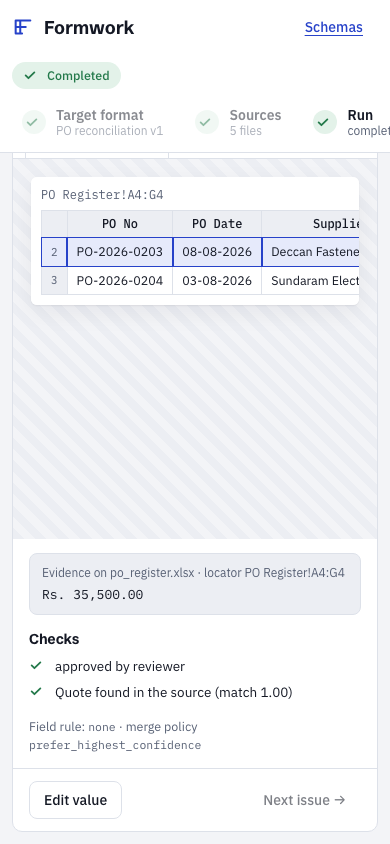 Formwork
Schemas
Completed
Target format
PO reconciliation v1
Sources
5 files
Run
PO Register!A4:G4
PO No PO Date
2 PO-2026-0203 08-08-2026 Deccan
3 PO-2026-0204 03-08-2026 Sundaram
Evidence on po_register.xlsx · locator PO Register!A4:G4
Rs. 35,500.00
Checks
approved by reviewer
Quote found in the source (match 1.00)
Field rule: none · merge policy
prefer_highest_confidence
Edit value
Next issue →